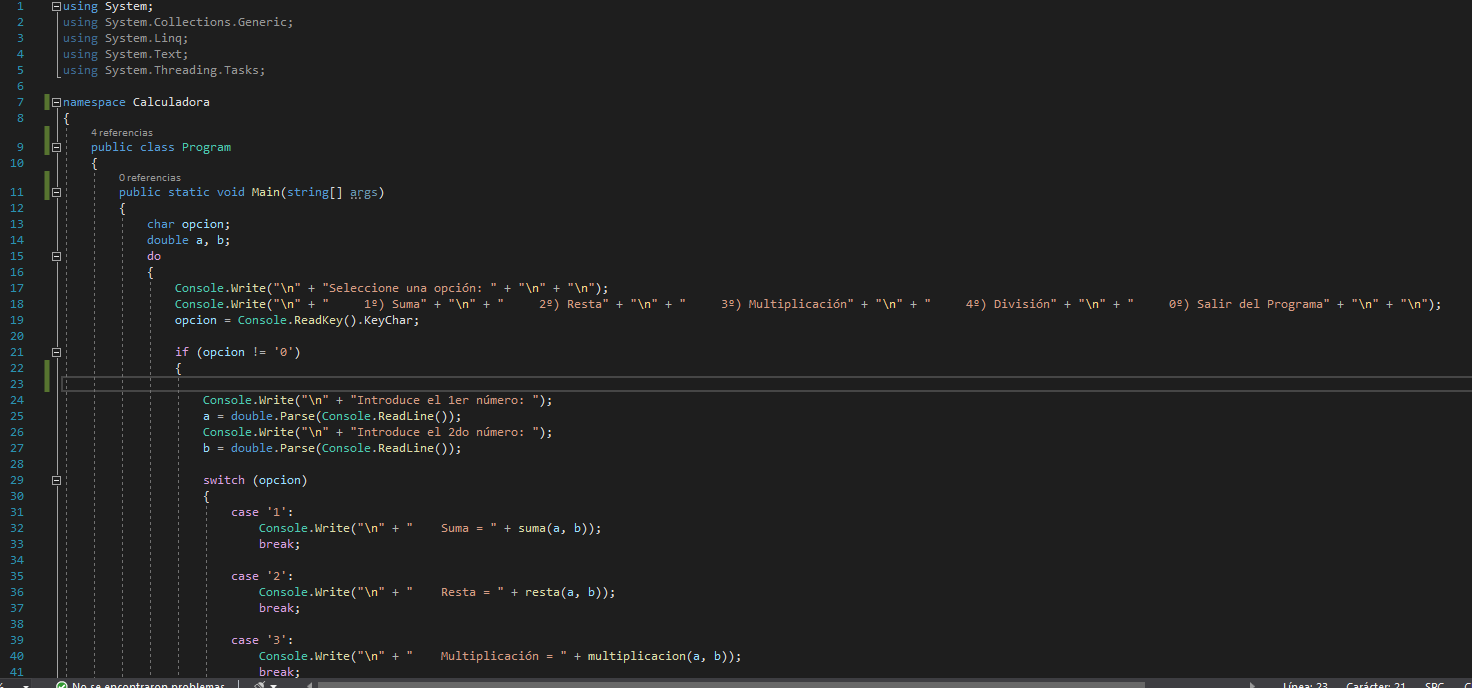 1 using System;
2 using System.Collections.Generic;
3 using System.Linq;
4 using System.Text;
5 using System.Threading.Tasks;
6
7 namespace Calculadora
8 {
4 referencias
9 public class Program
10 {
0 referencias
11 public static void Main(string[] args)
12 {
13 char opcion;
14 double a, b;
15 do
16 {
17 Console.Write("\n" + "Seleccione una opción: " + "\n" + "\n");
18 Console.Write("\n" + "     1º) Suma" + "\n" + "     2º) Resta" + "\n" + "     3º) Multiplicación" + "\n" + "     4º) División" + "\n" + "     0º) Salir del Programa" + "\n" + "\n");
19 opcion = Console.ReadKey().KeyChar;
20
21 if (opcion != '0')
22 {
23
24 Console.Write("\n" + "Introduce el 1er número: ");
25 a = double.Parse(Console.ReadLine());
26 Console.Write("\n" + "Introduce el 2do número: ");
27 b = double.Parse(Console.ReadLine());
28
29 switch (opcion)
30 {
31 case '1':
32 Console.Write("\n" + "    Suma = " + suma(a, b));
33 break;
34
35 case '2':
36 Console.Write("\n" + "    Resta = " + resta(a, b));
37 break;
38
39 case '3':
40 Console.Write("\n" + "    Multiplicación = " + multiplicacion(a, b));
41 break;
No se encontraron problemas Línea: 23 Carácter: 21 SPC